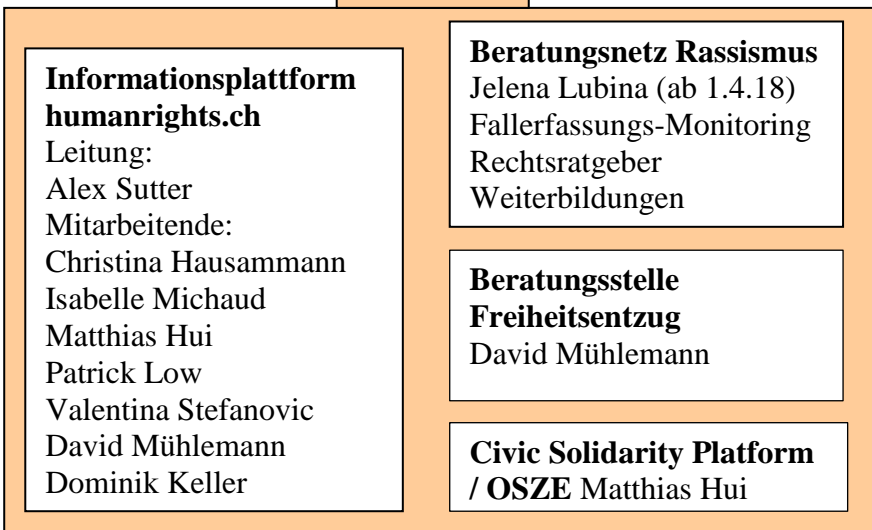 Informationsplattform
humanrights.ch
Leitung:
Alex Sutter
Mitarbeitende:
Christina Hausammann
Isabelle Michaud
Matthias Hui
Patrick Low
Valentina Stefanovic
David Mühlemann
Dominik Keller
Beratungsnetz Rassismus
Jelena Lubina (ab 1.4.18)
Fallerfassungs-Monitoring
Rechtsratgeber
Weiterbildungen
Beratungsstelle
Freiheitsentzug
David Mühlemann
Civic Solidarity Platform
/ OSZE Matthias Hui